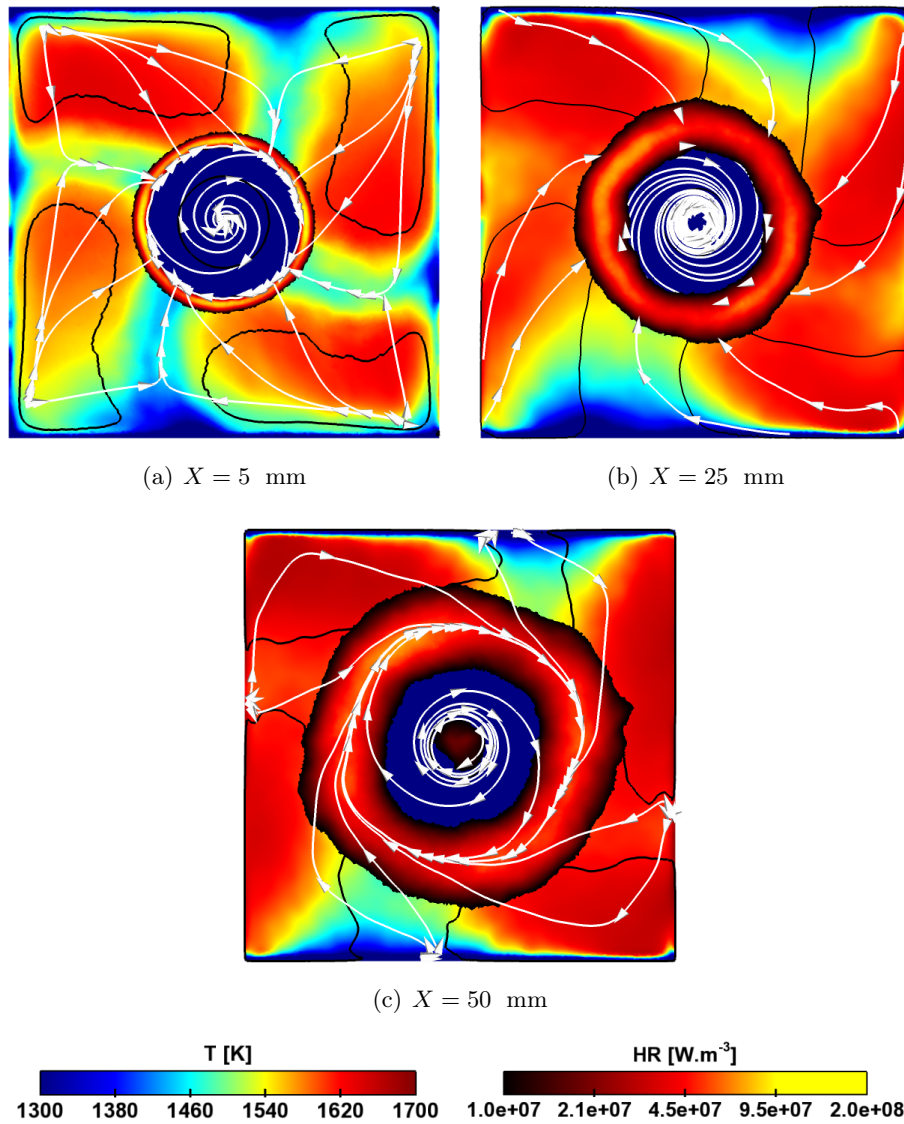 (a) X = 5 mm
(b) X = 25 mm
(c) X = 50 mm
T [K]
1300 1380 1460 1540 1620 1700
HR [W.m⁻³]
1.0e+07 2.1e+07 4.5e+07 9.5e+07 2.0e+08